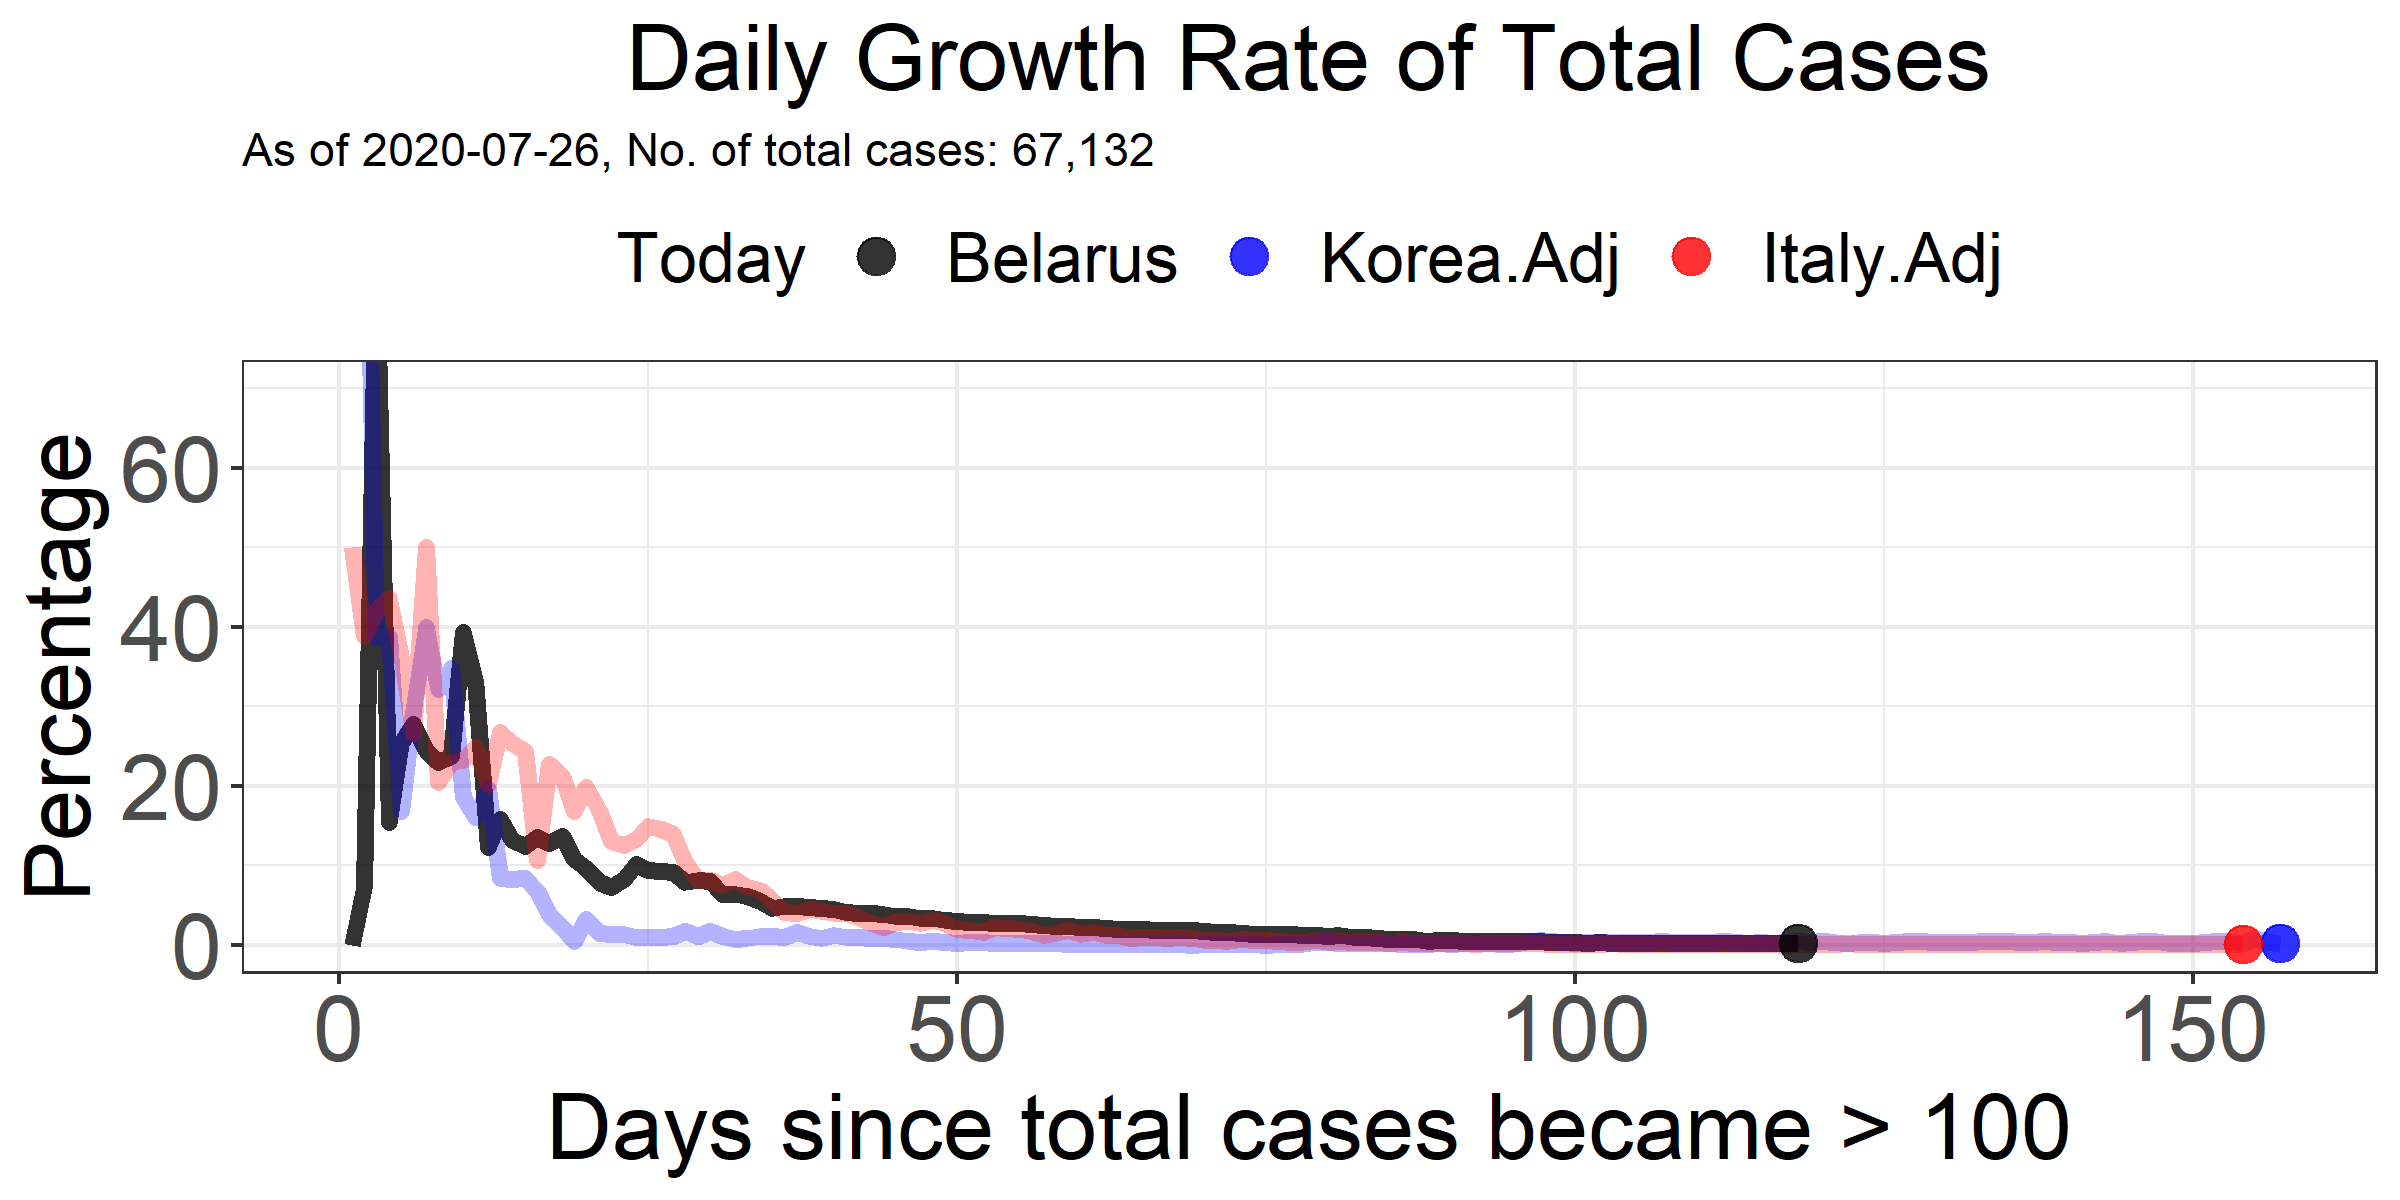 Daily Growth Rate of Total Cases
As of 2020-07-26, No. of total cases: 67,132
Today Belarus Korea.Adj Italy.Adj
Percentage
60
40
20
0
0 50 100 150
Days since total cases became > 100